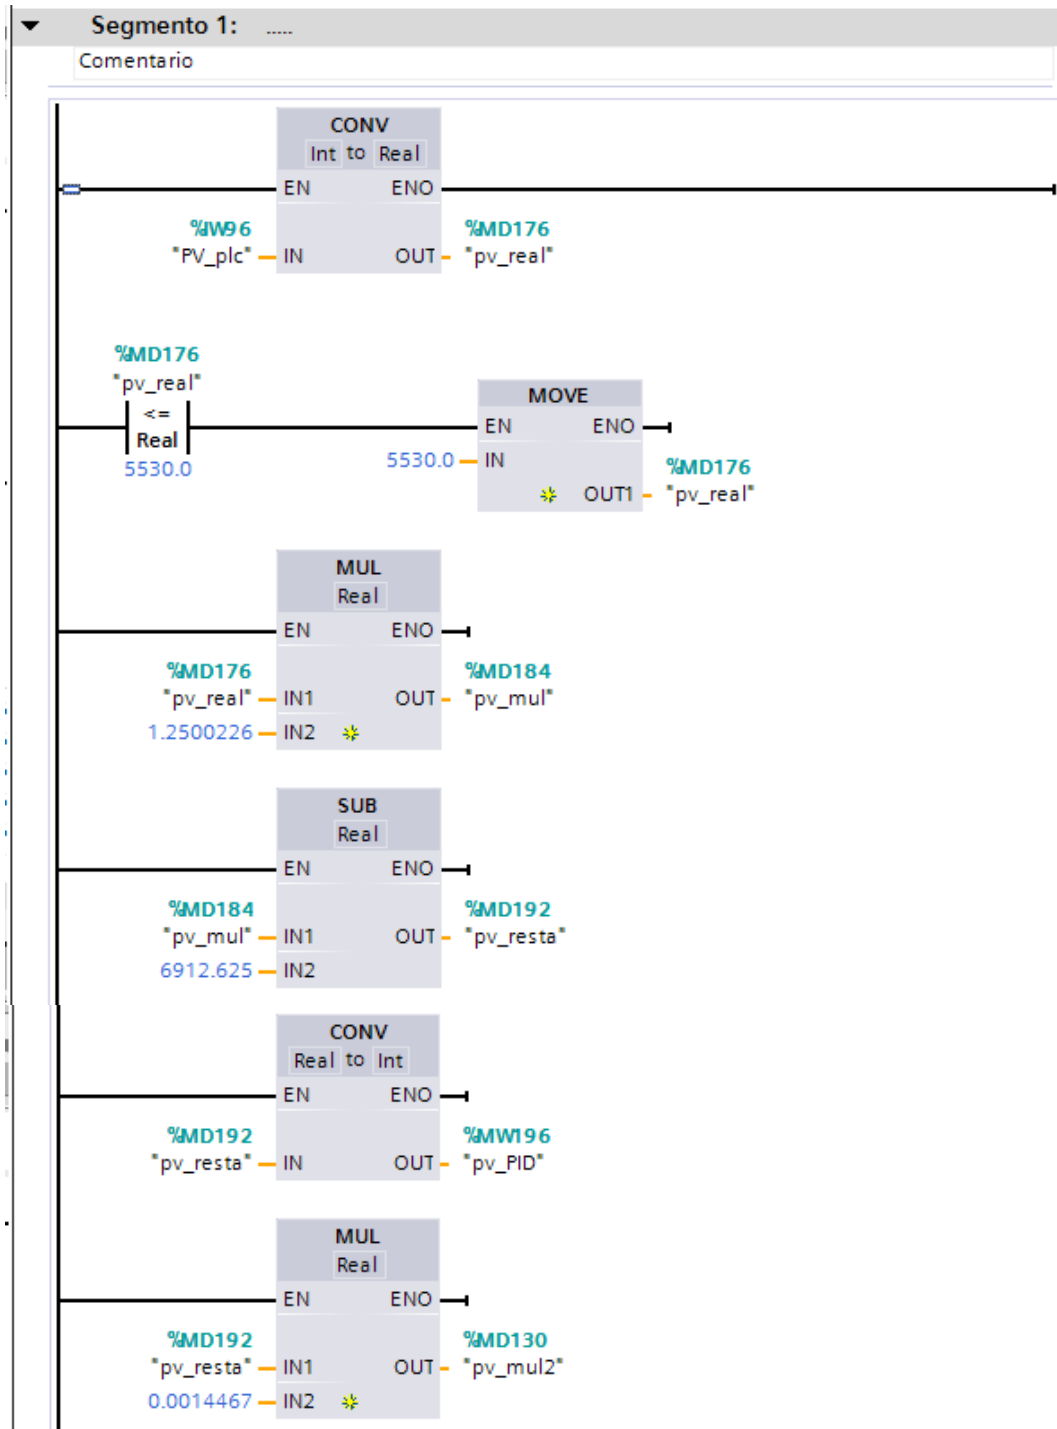 Segmento 1: .....
Comentario
CONV
Int to Real
EN ENO
%IW96
"PV_plc" IN
%MD176
OUT "pv_real"
%MD176
"pv_real"
<=
Real
5530.0
MOVE
EN ENO
5530.0 IN
%MD176
OUT1 "pv_real"
MUL
Real
EN ENO
%MD176 %MD184
"pv_real" IN1 OUT "pv_mul"
1.2500226 IN2
SUB
Real
EN ENO
%MD184 %MD192
"pv_mul" IN1 OUT "pv_resta"
6912.625 IN2
CONV
Real to Int
EN ENO
%MD192 %MW196
"pv_resta" IN OUT "pv_PID"
MUL
Real
EN ENO
%MD192 %MD130
"pv_resta" IN1 OUT "pv_mul2"
0.0014467 IN2